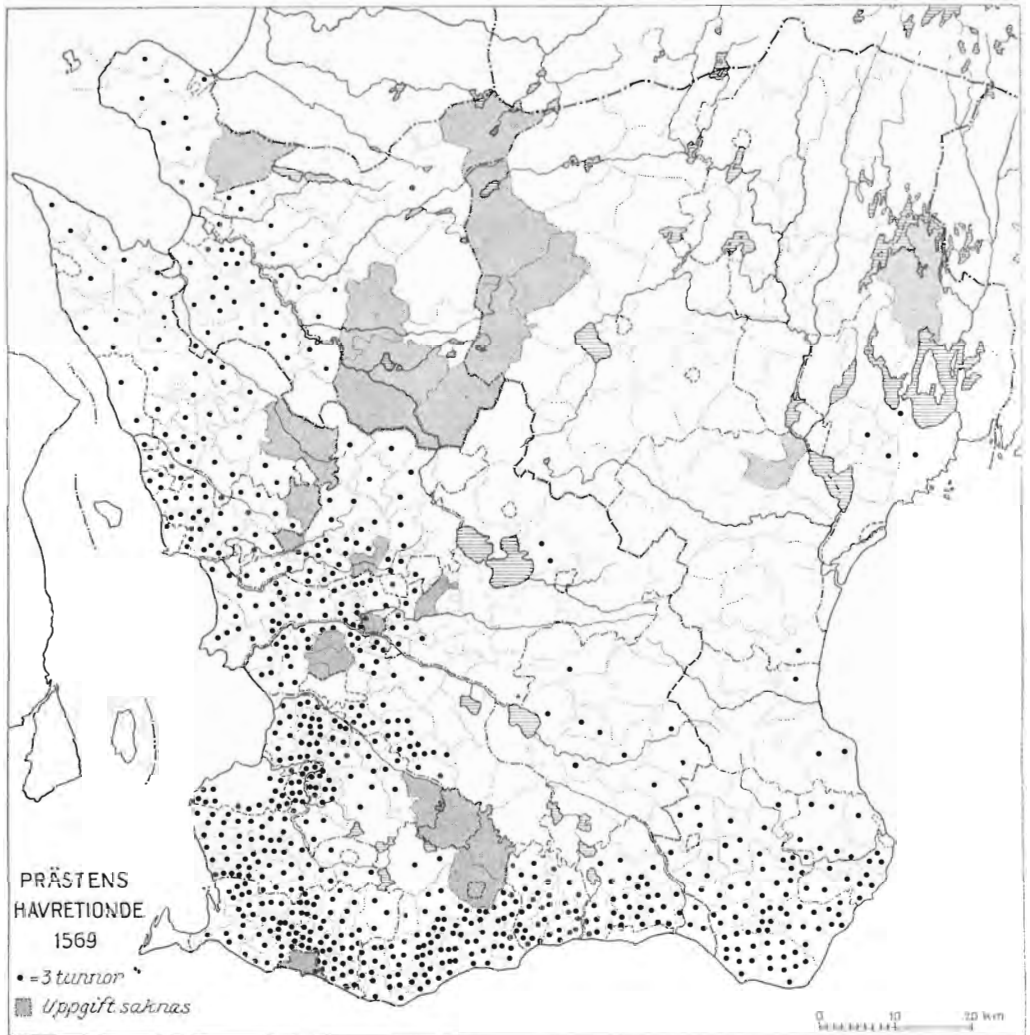 PRÄSTENS
HAVRETIONDE
1569
• = 3 tunnor "
Uppgift saknas
0 10 20 km